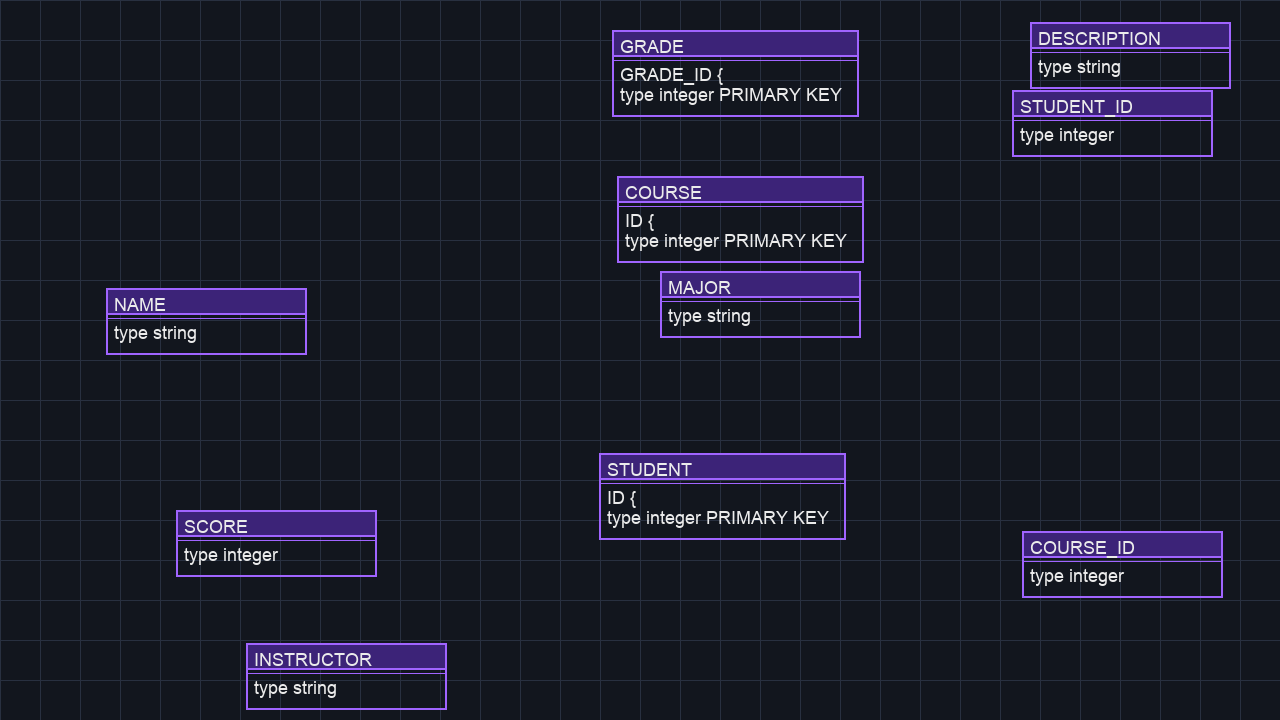 GRADE
GRADE_ID {
type integer PRIMARY KEY
DESCRIPTION
type string
STUDENT_ID
type integer
COURSE
ID {
type integer PRIMARY KEY
MAJOR
type string
NAME
type string
STUDENT
ID {
type integer PRIMARY KEY
SCORE
type integer
COURSE_ID
type integer
INSTRUCTOR
type string